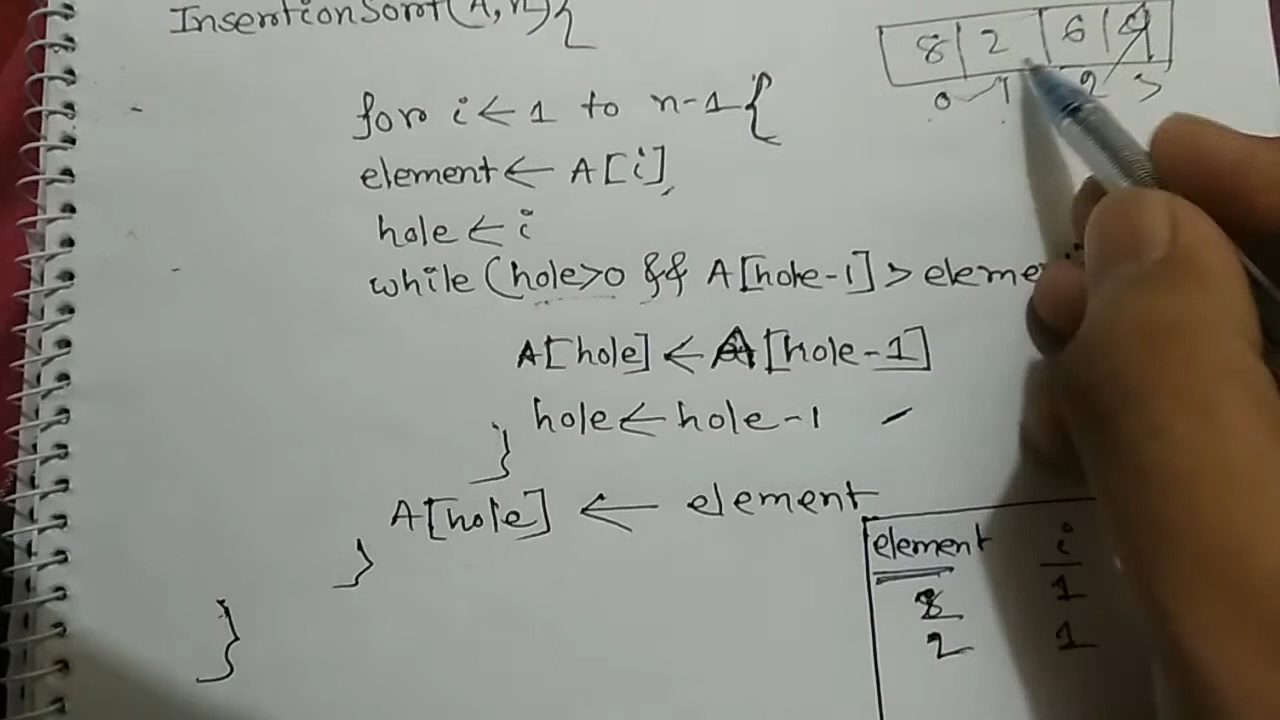 InsertionSort(A,n){
8 2 6
0 1 2 3
for i ← 1 to n-1{
element ← A[i],
hole ← i
while (hole>0 && A[hole-1] > eleme
A[hole] ← A[hole-1]
hole ← hole-1
}
A[hole] ← element
}
}
element i
8 1
2 1